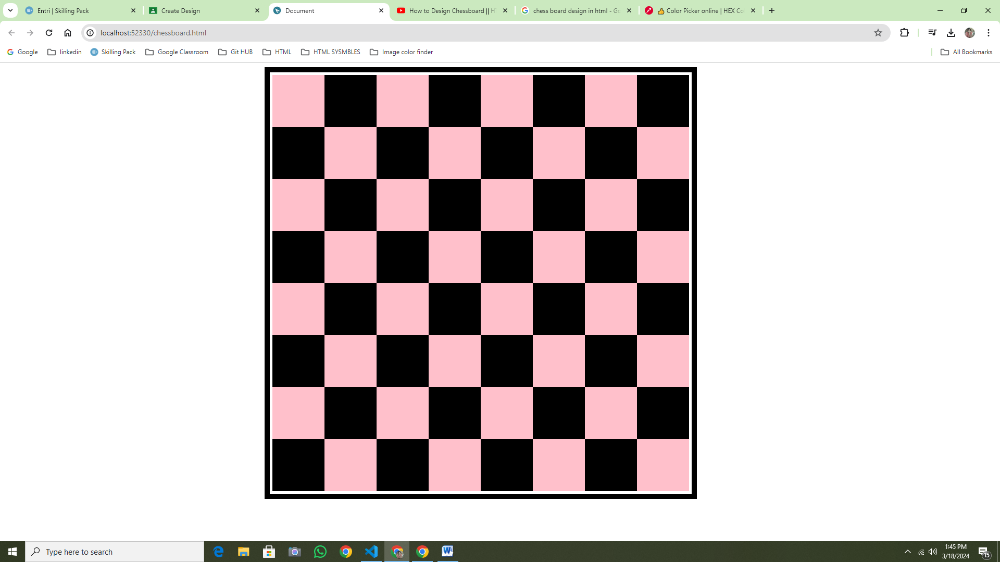 Entri | Skilling Pack
Create Design
Document
How to Design Chessboard || H
chess board design in html - Go
👍 Color Picker online | HEX Co
localhost:52330/chessboard.html
Google
linkedin
Skilling Pack
Google Classroom
Git HUB
HTML
HTML SYSMBLES
Image color finder
All Bookmarks
Type here to search
1:45 PM
3/18/2024
15